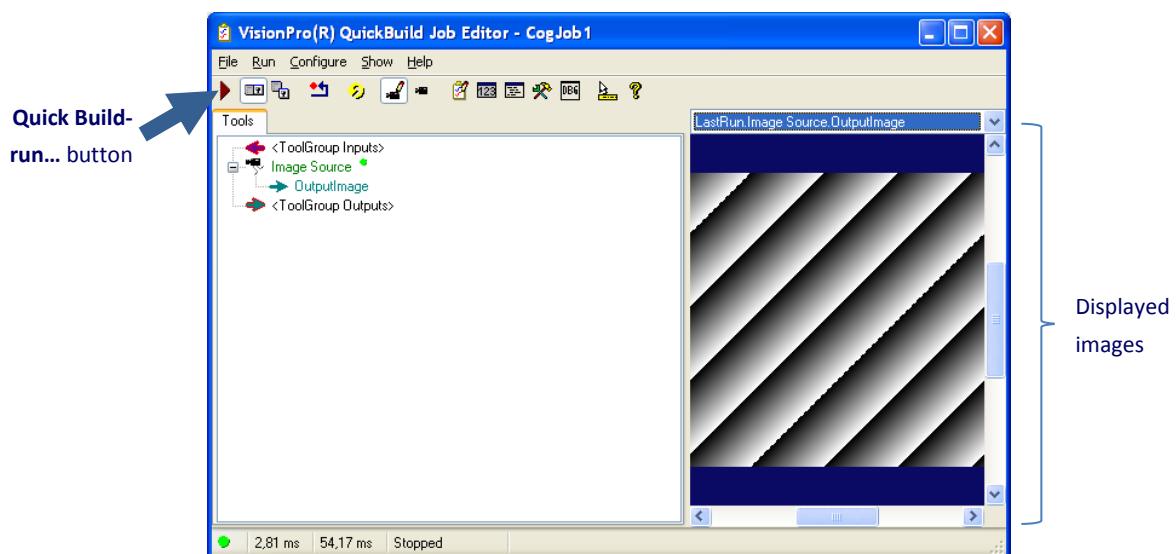 VisionPro(R) QuickBuild Job Editor - CogJob1
File Run Configure Show Help
123 DBG ?
Quick Build-
run... button
Tools
LastRun.Image Source.OutputImage
<ToolGroup Inputs>
Image Source
OutputImage
<ToolGroup Outputs>
Displayed
images
2,81 ms 54,17 ms Stopped